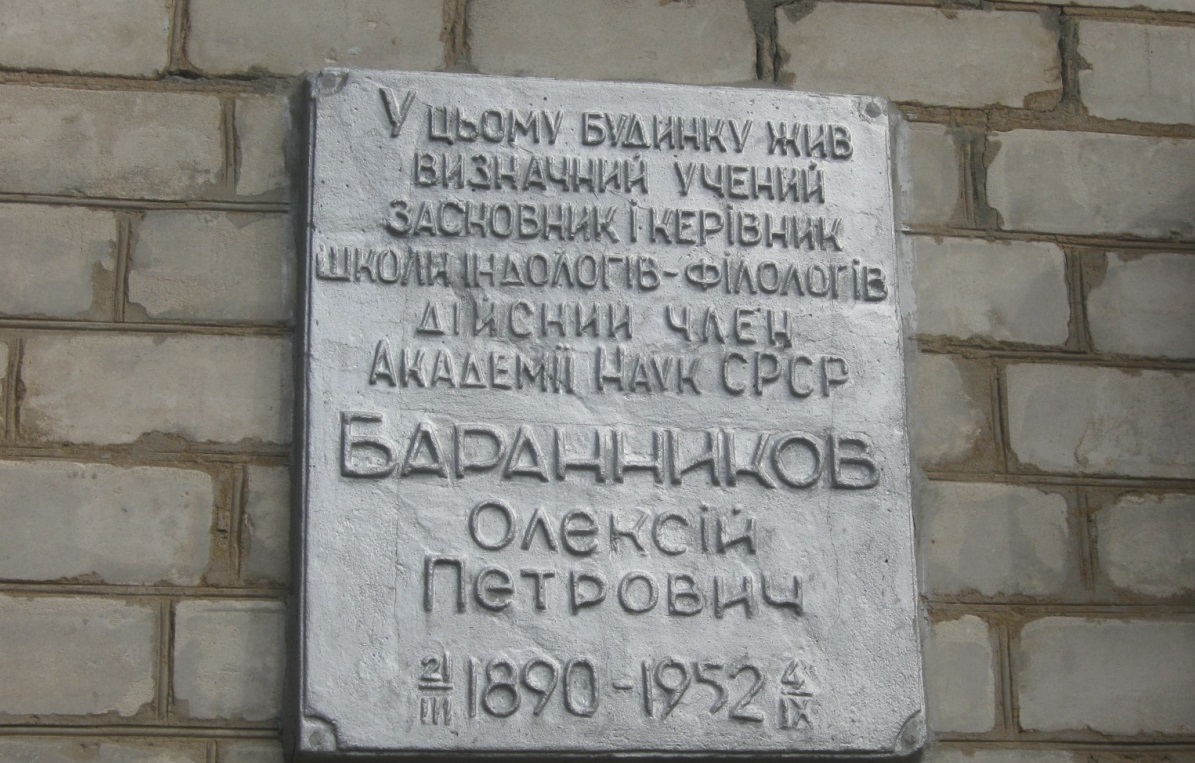 У цьому будинку жив
визначний учений
засновник і керівник
школи індологів-філологів
дійсний член
Академії Наук СРСР
Баранников
Олексій
Петрович
21/III 1890-1952 4/IX